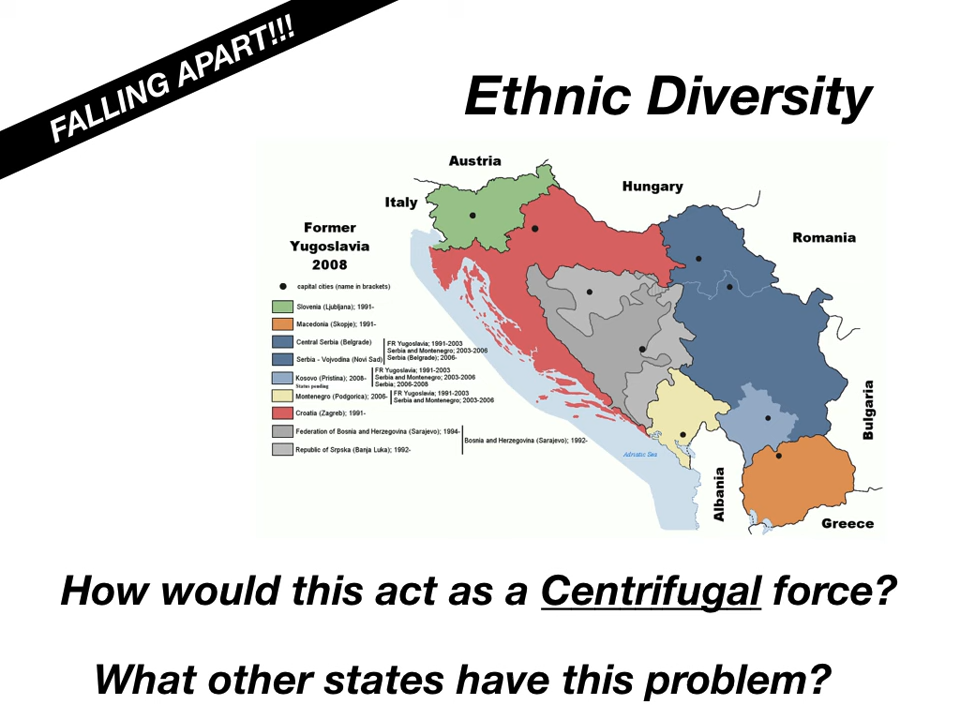 FALLING APART!!!
Ethnic Diversity
Austria
Hungary
Italy
Romania
Former
Yugoslavia
2008
capital cities (name in brackets)
Slovenia (Ljubljana); 1991-
Macedonia (Skopje); 1991-
Central Serbia (Belgrade)
Serbia - Vojvodina (Novi Sad)
FR Yugoslavia; 1991-2003
Serbia and Montenegro; 2003-2006
Serbia (Belgrade); 2006-
Kosovo (Pristina); 2008-
Status pending
FR Yugoslavia; 1991-2003
Serbia and Montenegro; 2003-2006
Serbia; 2006-2008
Montenegro (Podgorica); 2006-
FR Yugoslavia; 1991-2003
Serbia and Montenegro; 2003-2006
Croatia (Zagreb); 1991-
Federation of Bosnia and Herzegovina (Sarajevo); 1994-
Republic of Srpska (Banja Luka); 1992-
Bosnia and Herzegovina (Sarajevo); 1992-
Adriatic Sea
Bulgaria
Albania
Greece
How would this act as a Centrifugal force?
What other states have this problem?